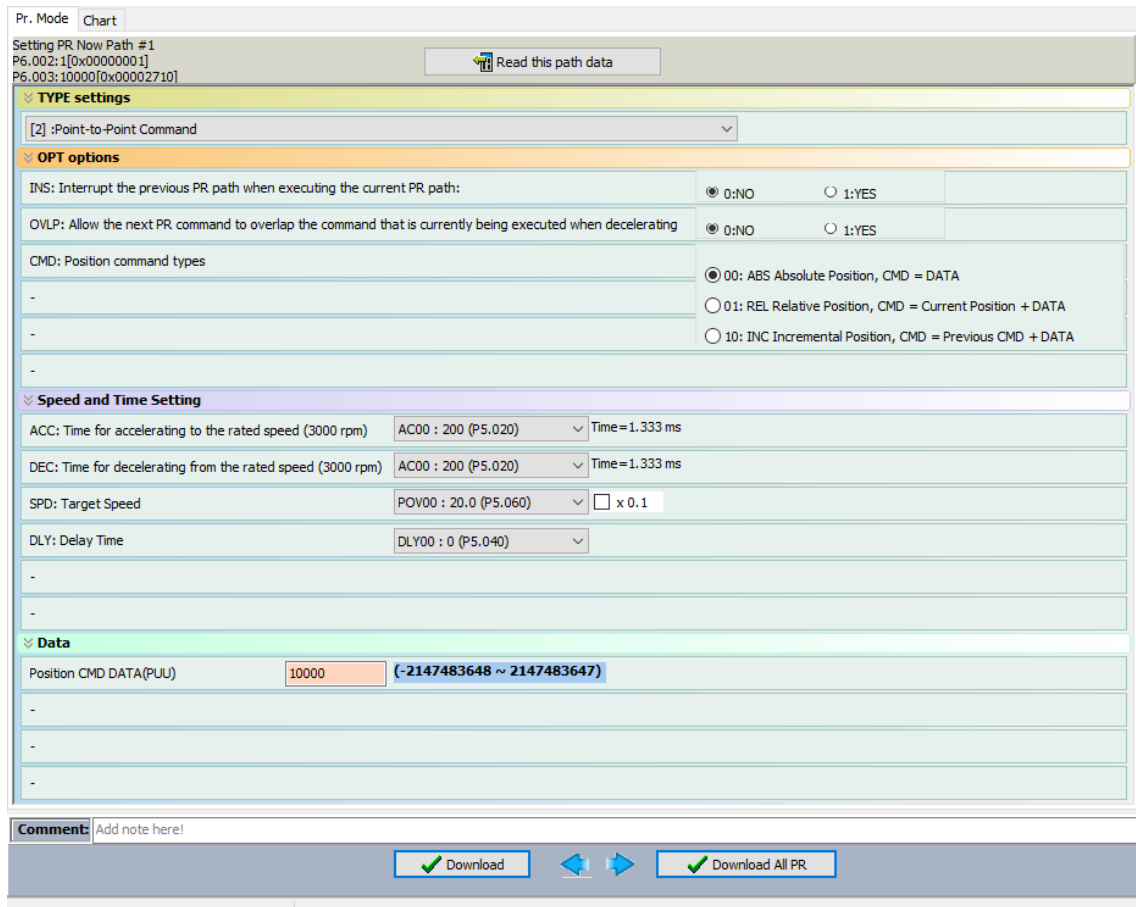 Pr. Mode Chart
Setting PR Now Path #1
P6.002:1[0x00000001]
P6.003:10000[0x00002710]
Read this path data
TYPE settings
[2] :Point-to-Point Command
OPT options
INS: Interrupt the previous PR path when executing the current PR path: 0:NO 1:YES
OVLP: Allow the next PR command to overlap the command that is currently being executed when decelerating 0:NO 1:YES
CMD: Position command types
00: ABS Absolute Position, CMD = DATA
-
01: REL Relative Position, CMD = Current Position + DATA
-
10: INC Incremental Position, CMD = Previous CMD + DATA
-
Speed and Time Setting
ACC: Time for accelerating to the rated speed (3000 rpm) AC00 : 200 (P5.020) Time=1.333 ms
DEC: Time for decelerating from the rated speed (3000 rpm) AC00 : 200 (P5.020) Time=1.333 ms
SPD: Target Speed POV00 : 20.0 (P5.060) x 0.1
DLY: Delay Time DLY00 : 0 (P5.040)
-
-
Data
Position CMD DATA(PUU) 10000 (-2147483648 ~ 2147483647)
-
-
-
Comment: Add note here!
Download Download All PR